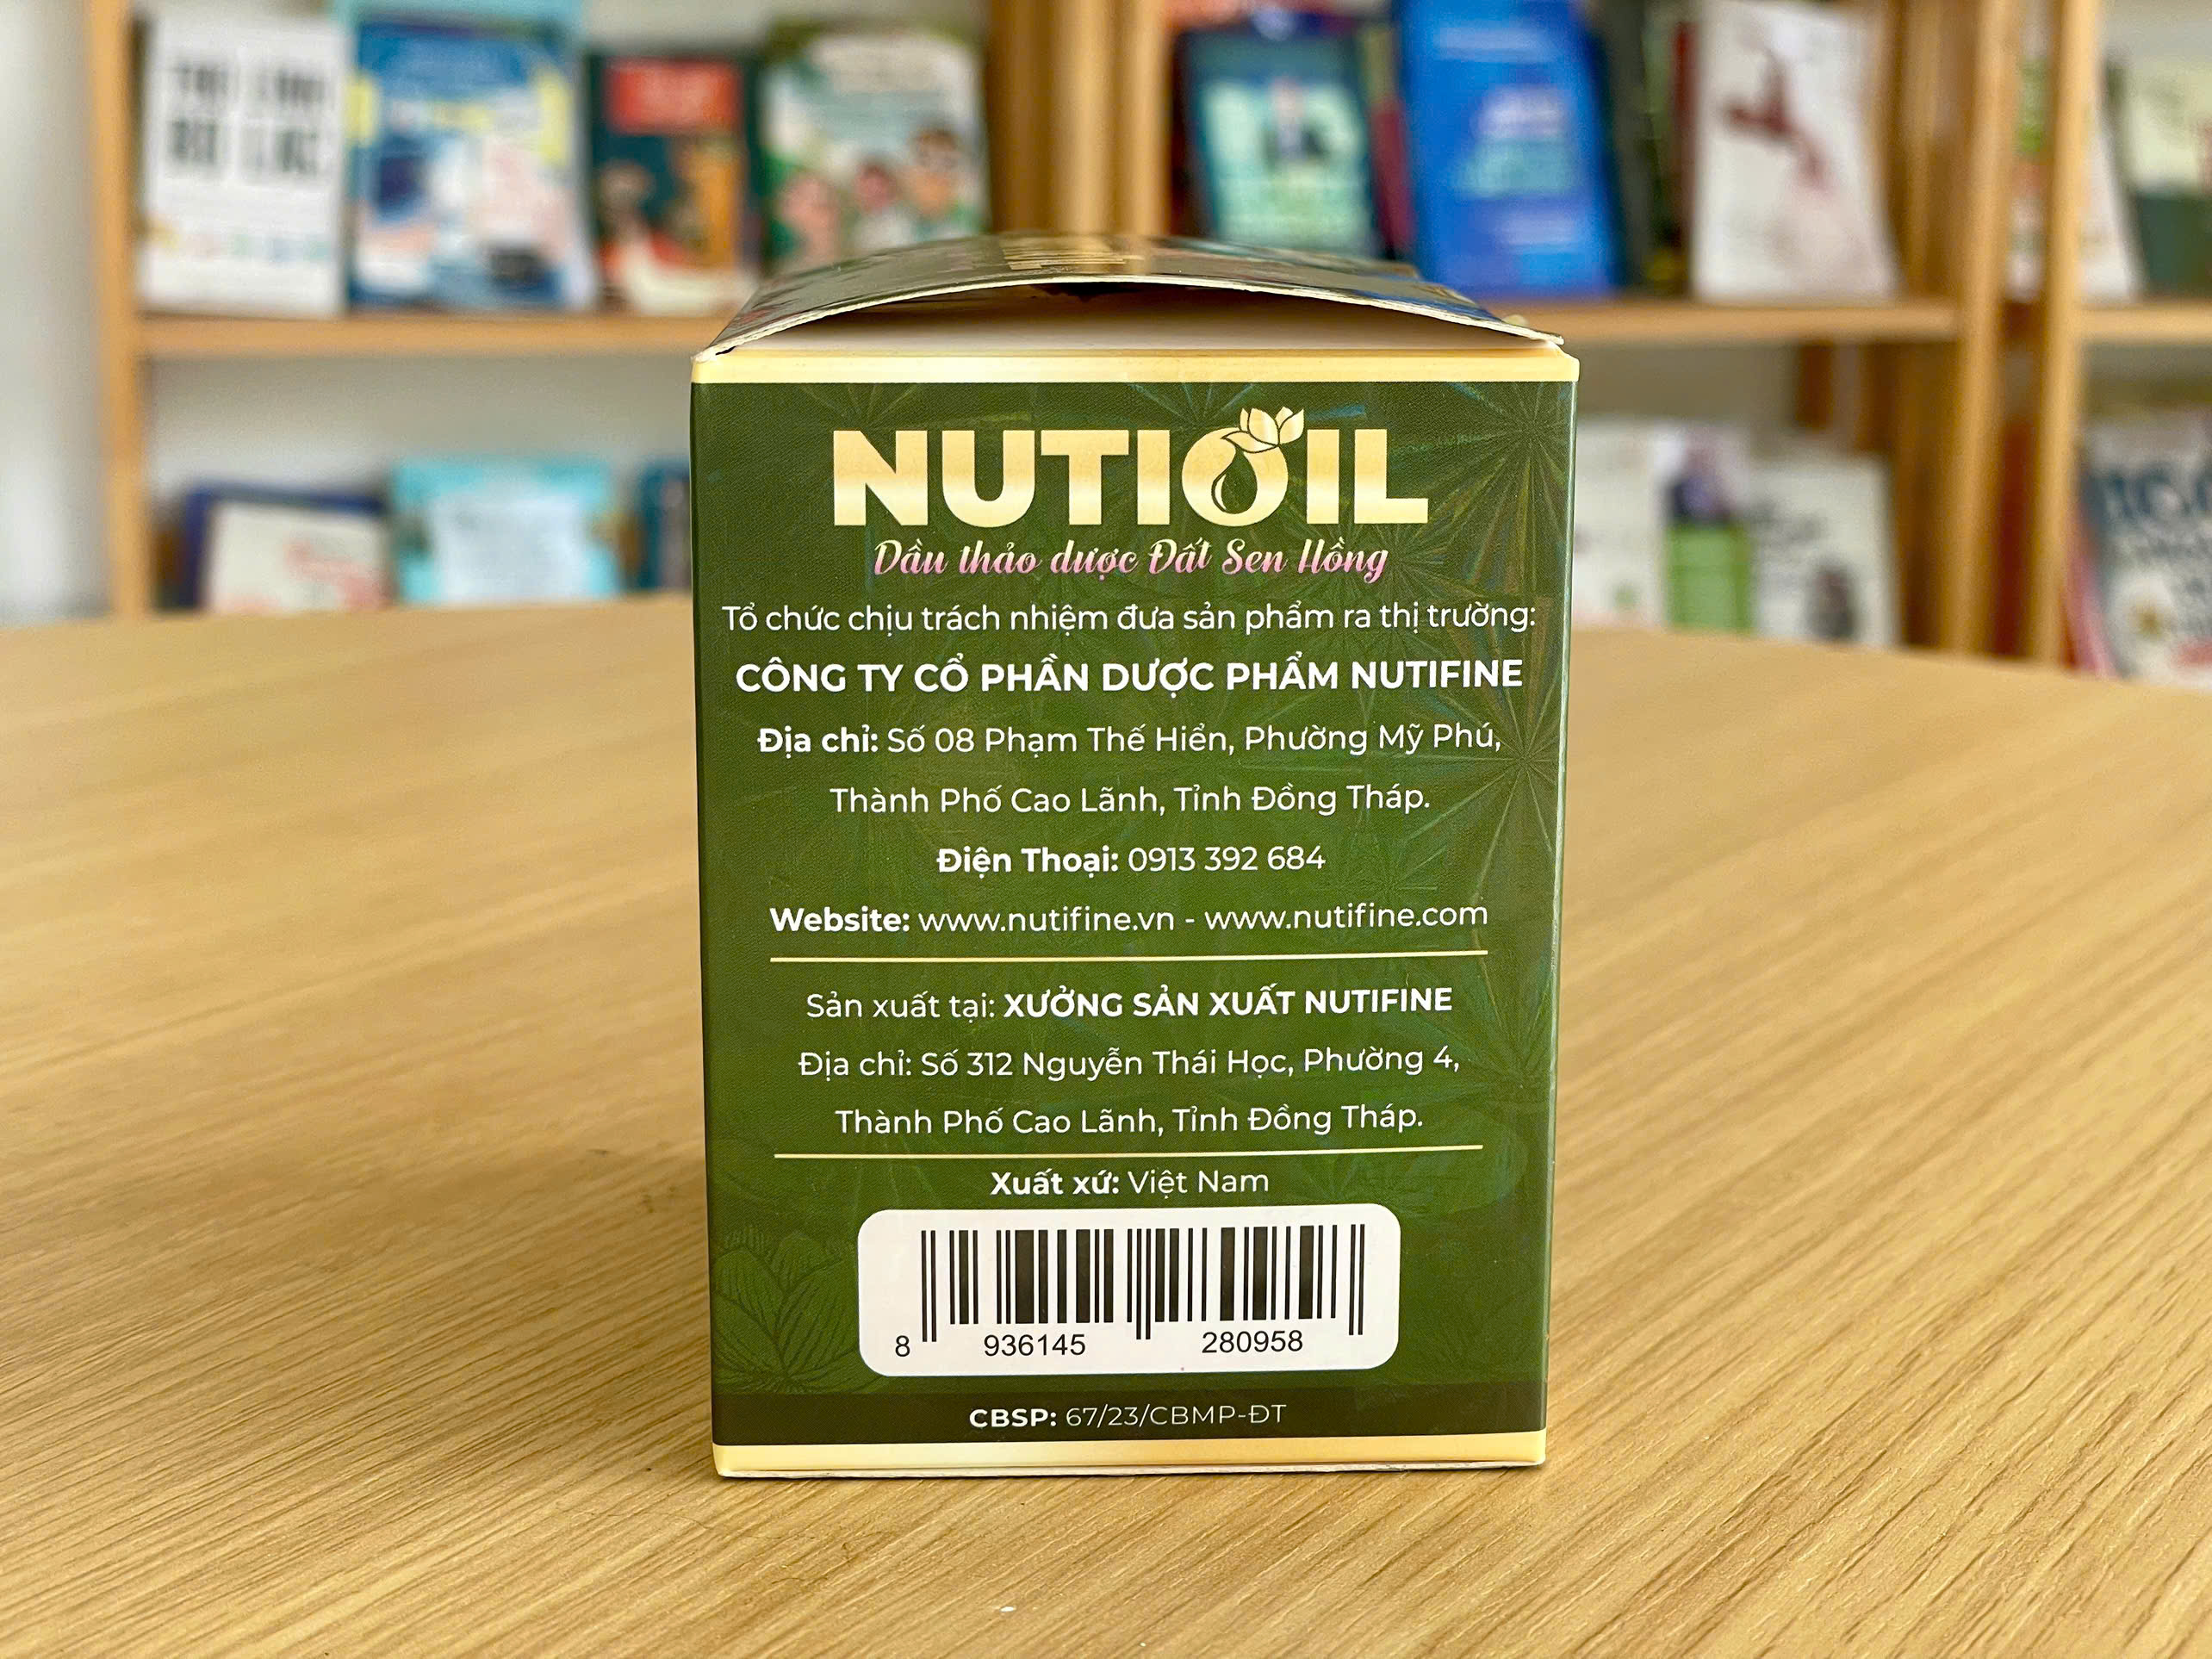 NUTIOIL
Dầu thảo dược Đất Sen Hồng
Tổ chức chịu trách nhiệm đưa sản phẩm ra thị trường:
CÔNG TY CỔ PHẦN DƯỢC PHẨM NUTIFINE
Địa chỉ: Số 08 Phạm Thế Hiển, Phường Mỹ Phú,
Thành Phố Cao Lãnh, Tỉnh Đồng Tháp.
Điện Thoại: 0913 392 684
Website: www.nutifine.vn - www.nutifine.com
Sản xuất tại: XƯỞNG SẢN XUẤT NUTIFINE
Địa chỉ: Số 312 Nguyễn Thái Học, Phường 4,
Thành Phố Cao Lãnh, Tỉnh Đồng Tháp.
Xuất xứ: Việt Nam
8 936145 280958
CBSP: 67/23/CBMP-ĐT